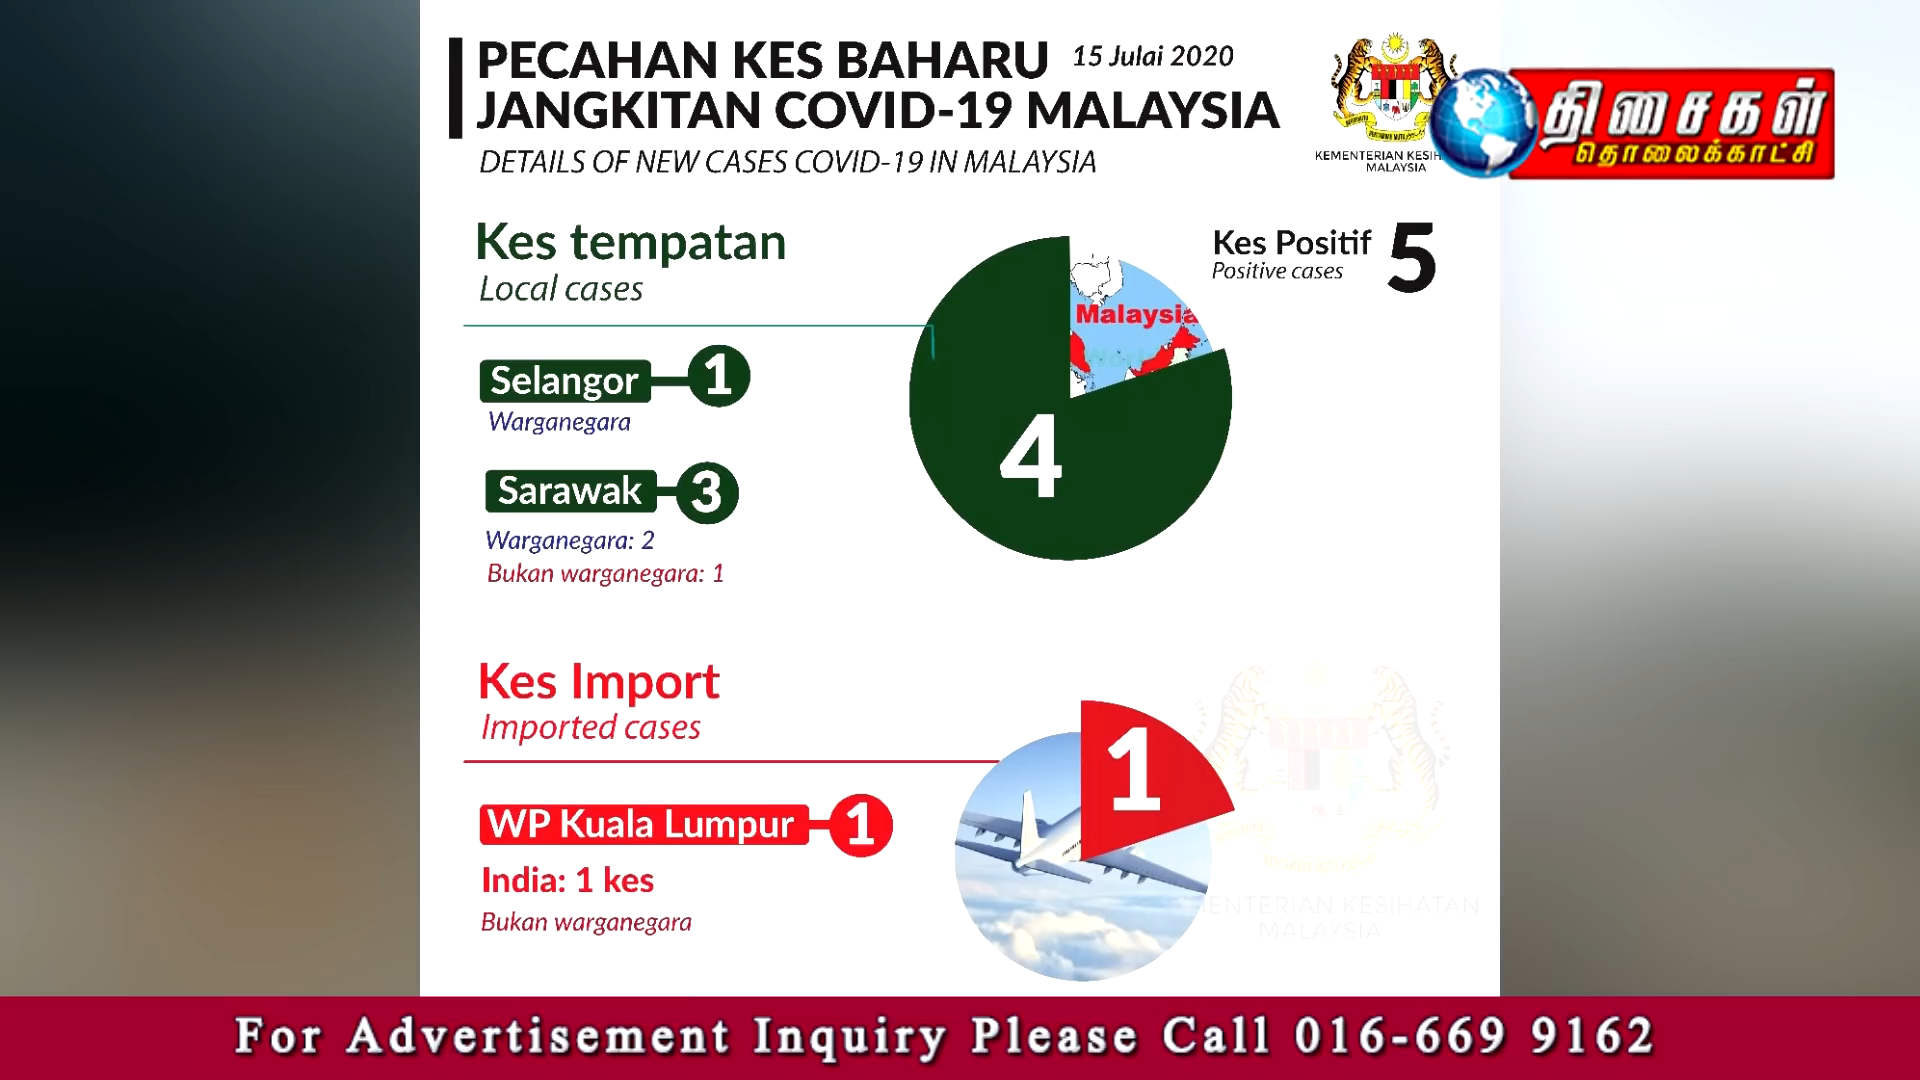 PECAHAN KES BAHARU 15 Julai 2020
JANGKITAN COVID-19 MALAYSIA
DETAILS OF NEW CASES COVID-19 IN MALAYSIA
KEMENTERIAN KESIH
MALAYSIA
திசைகள்
தொலைக்காட்சி
Kes tempatan
Local cases
Kes Positif 5
Positive cases
Malaysia
Selangor 1
Warganegara
4
Sarawak 3
Warganegara: 2
Bukan warganegara: 1
Kes Import
Imported cases
1
WP Kuala Lumpur 1
India: 1 kes
Bukan warganegara
ENTERIAN KESIHATAN
MALAYSIA
For Advertisement Inquiry Please Call 016-669 9162